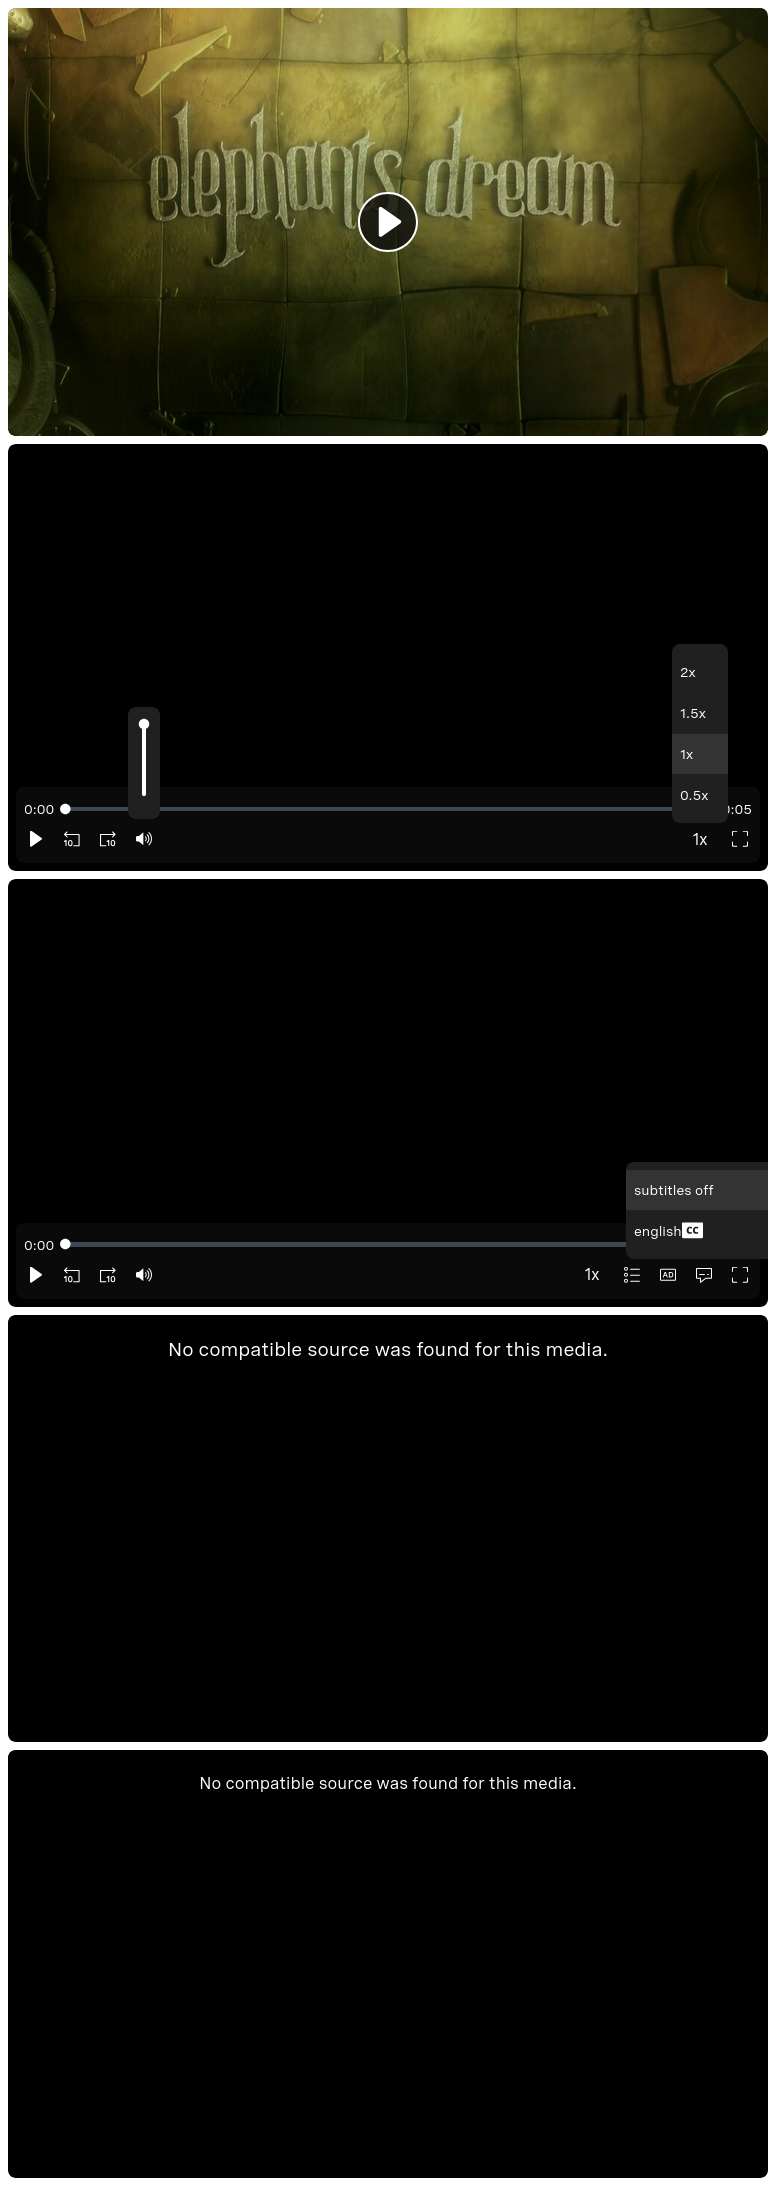 elephants dream
2x
1.5x
1x
0.5x
0:00
:05
10
10
1x
subtitles off
english CC
0:00
10
10
1x
AD
No compatible source was found for this media.
No compatible source was found for this media.